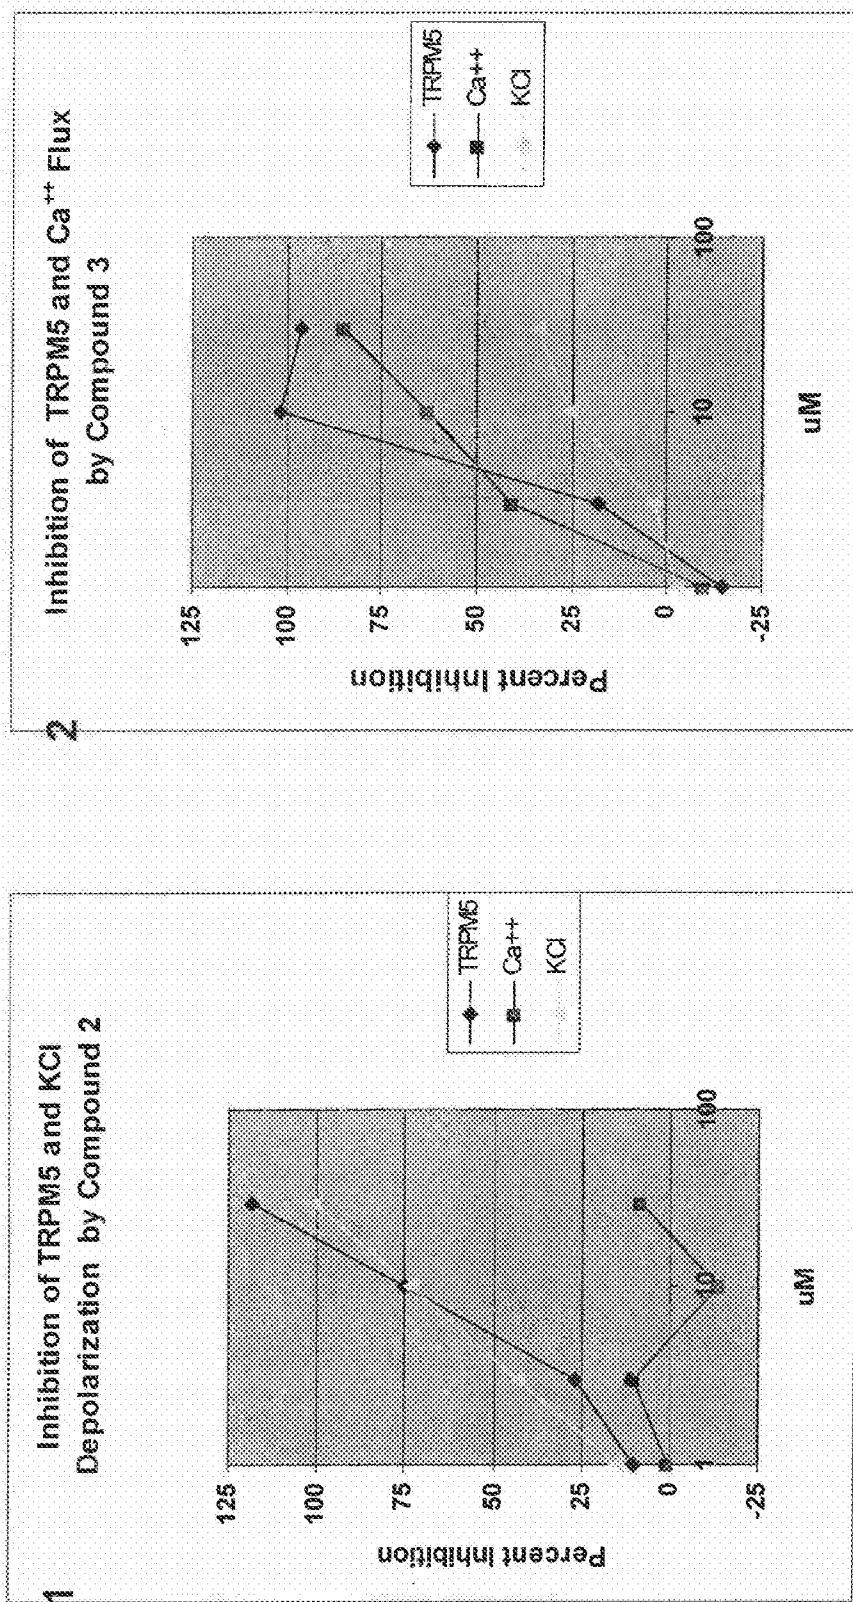 1
Inhibition of TRPM5 and KCl
Depolarization by Compound 2
125
100
75
50
25
0
-25
Percent Inhibition
1
10
100
uM
TRPM5
Ca++
KCl
2
Inhibition of TRPM5 and Ca++ Flux
by Compound 3
125
100
75
50
25
0
-25
Percent Inhibition
10
100
uM
TRPM5
Ca++
KCl